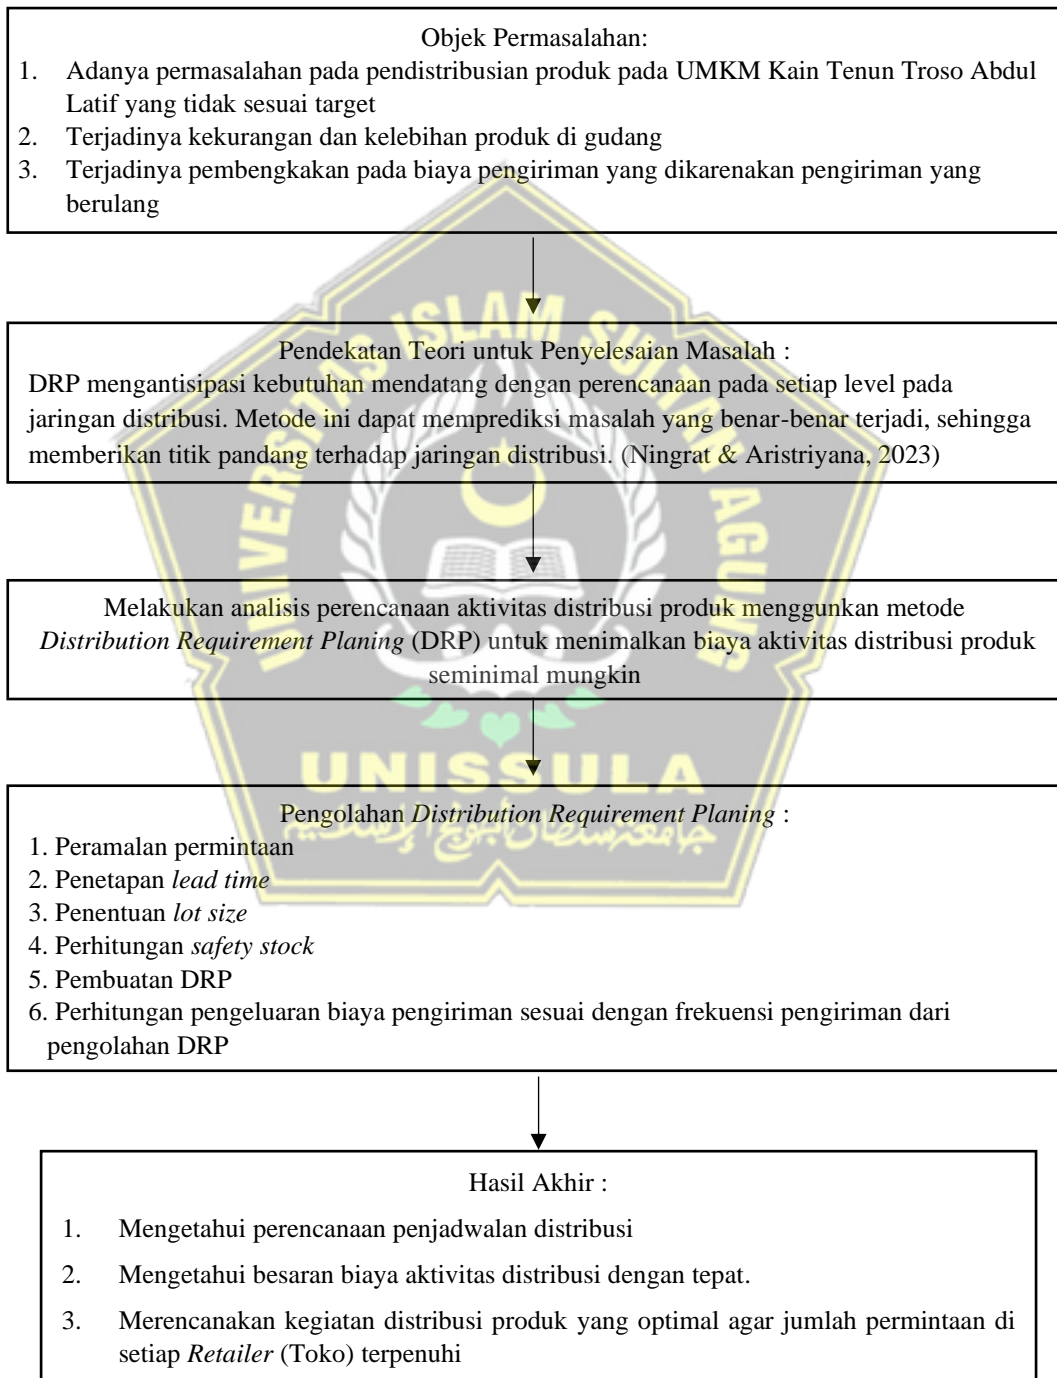 Objek Permasalahan:
1. Adanya permasalahan pada pendistribusian produk pada UMKM Kain Tenun Troso Abdul
Latif yang tidak sesuai target
2. Terjadinya kekurangan dan kelebihan produk di gudang
3. Terjadinya pembengkakan pada biaya pengiriman yang dikarenakan pengiriman yang
berulang
Pendekatan Teori untuk Penyelesaian Masalah :
DRP mengantisipasi kebutuhan mendatang dengan perencanaan pada setiap level pada
jaringan distribusi. Metode ini dapat memprediksi masalah yang benar-benar terjadi, sehingga
memberikan titik pandang terhadap jaringan distribusi. (Ningrat & Aristriyana, 2023)
Melakukan analisis perencanaan aktivitas distribusi produk menggunkan metode
Distribution Requirement Planing (DRP) untuk menimalkan biaya aktivitas distribusi produk
seminimal mungkin
Pengolahan Distribution Requirement Planing :
1. Peramalan permintaan
2. Penetapan lead time
3. Penentuan lot size
4. Perhitungan safety stock
5. Pembuatan DRP
6. Perhitungan pengeluaran biaya pengiriman sesuai dengan frekuensi pengiriman dari
pengolahan DRP
Hasil Akhir :
1. Mengetahui perencanaan penjadwalan distribusi
2. Mengetahui besaran biaya aktivitas distribusi dengan tepat.
3. Merencanakan kegiatan distribusi produk yang optimal agar jumlah permintaan di
setiap Retailer (Toko) terpenuhi
UNIVERSITAS ISLAM SULTAN AGUNG
UNISSULA
جامعتنسلطان أبجونج الإسلامية